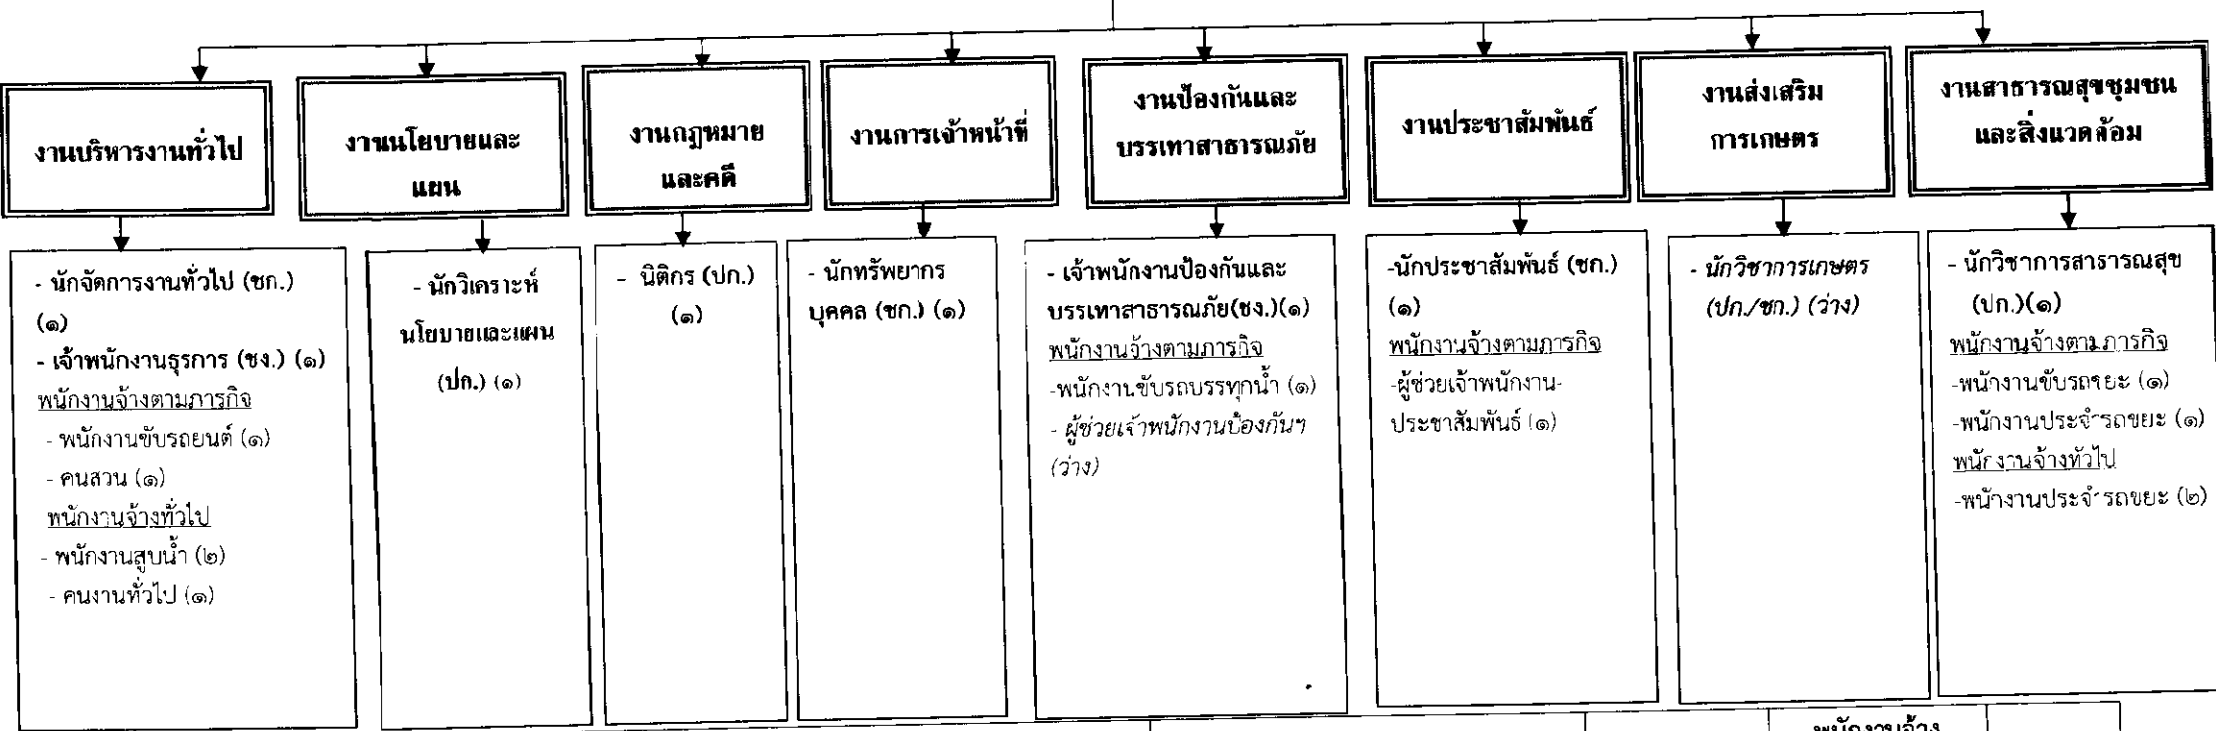 งานบริหารงานทั่วไป
งานนโยบายและ
แผน
งานกฎหมาย
และคดี
งานการเจ้าหน้าที่
งานป้องกันและ
บรรเทาสาธารณภัย
งานประชาสัมพันธ์
งานส่งเสริม
การเกษตร
งานสาธารณสุขชุมชน
และสิ่งแวดล้อม
- นักจัดการงานทั่วไป (ชก.)
(๑)
- เจ้าพนักงานธุรการ (ชง.) (๑)
พนักงานจ้างตามภารกิจ
- พนักงานขับรถยนต์ (๑)
- คนสวน (๑)
พนักงานจ้างทั่วไป
- พนักงานสูบน้ำ (๒)
- คนงานทั่วไป (๑)
- นักวิเคราะห์
นโยบายและแผน
(ปก.) (๑)
- นิติกร (ปก.)
(๑)
- นักทรัพยากร
บุคคล (ชก.) (๑)
- เจ้าพนักงานป้องกันและ
บรรเทาสาธารณภัย(ชง.)(๑)
พนักงานจ้างตามภารกิจ
-พนักงานขับรถบรรทุกน้ำ (๑)
- ผู้ช่วยเจ้าพนักงานป้องกันฯ
(ว่าง)
-นักประชาสัมพันธ์ (ชก.)
(๑)
พนักงานจ้างตามภารกิจ
-ผู้ช่วยเจ้าพนักงาน-
ประชาสัมพันธ์ (๑)
- นักวิชาการเกษตร
(ปก./ชก.) (ว่าง)
- นักวิชาการสาธารณสุข
(ปก.)(๑)
พนักงานจ้างตามภารกิจ
-พนักงานขับรถขยะ (๑)
-พนักงานประจำรถขยะ (๑)
พนักงานจ้างทั่วไป
-พนักงานประจำรถขยะ (๒)
พนักงานจ้าง